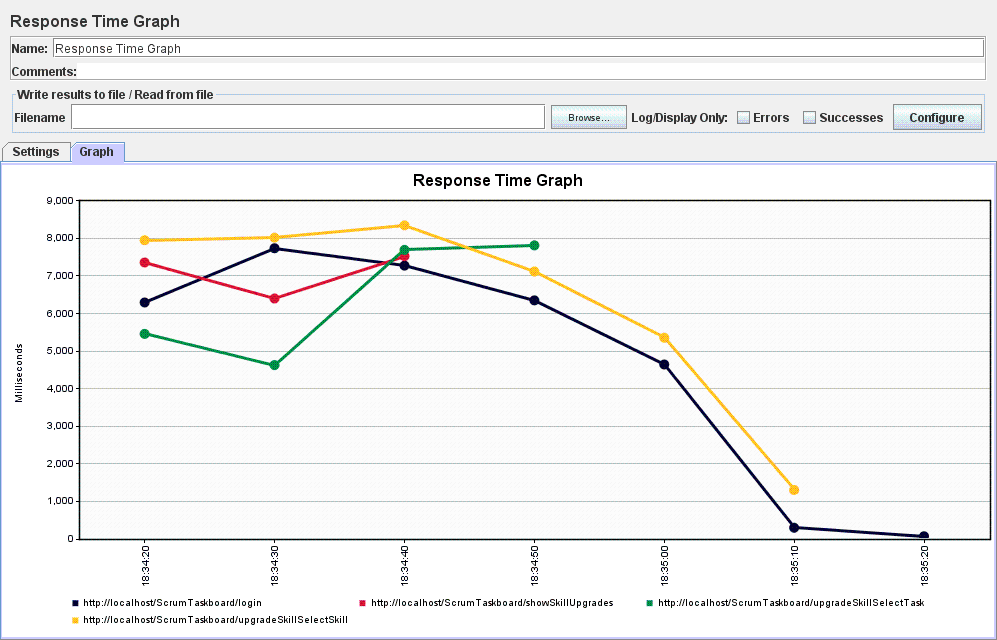 Response Time Graph
Name: Response Time Graph
Comments:
Write results to file / Read from file
Filename Browse... Log/Display Only: Errors Successes Configure
Settings Graph
Response Time Graph
9,000
8,000
7,000
6,000
5,000
4,000
3,000
2,000
1,000
0
Milliseconds
18:34:20 18:34:30 18:34:40 18:34:50 18:35:00 18:35:10 18:35:20
http://localhost/ScrumTaskboard/login http://localhost/ScrumTaskboard/showSkillUpgrades http://localhost/ScrumTaskboard/upgradeSkillSelectTask
http://localhost/ScrumTaskboard/upgradeSkillSelectSkill